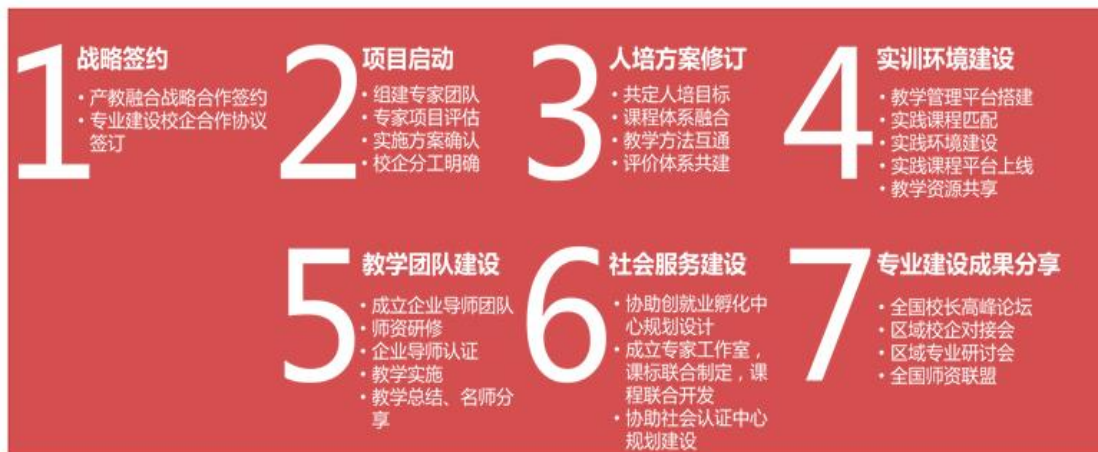 1
战略签约
• 产教融合战略合作签约
• 专业建设校企合作协议
签订
2
项目启动
• 组建专家团队
• 专家项目评估
• 实施方案确认
• 校企分工明确
3
人培方案修订
• 共定人培目标
• 课程体系融合
• 教学方法互通
• 评价体系共建
4
实训环境建设
• 教学管理平台搭建
• 实践课程匹配
• 实践环境建设
• 实践课程平台上线
• 教学资源共享
5
教学团队建设
• 成立企业导师团队
• 师资研修
• 企业导师认证
• 教学实施
• 教学总结、名师分
享
6
社会服务建设
• 协助创就业孵化中
心规划设计
• 成立专家工作室，
课标联合制定，课
程联合开发
• 协助社会认证中心
规划建设
7
专业建设成果分享
• 全国校长高峰论坛
• 区域校企对接会
• 区域专业研讨会
• 全国师资联盟